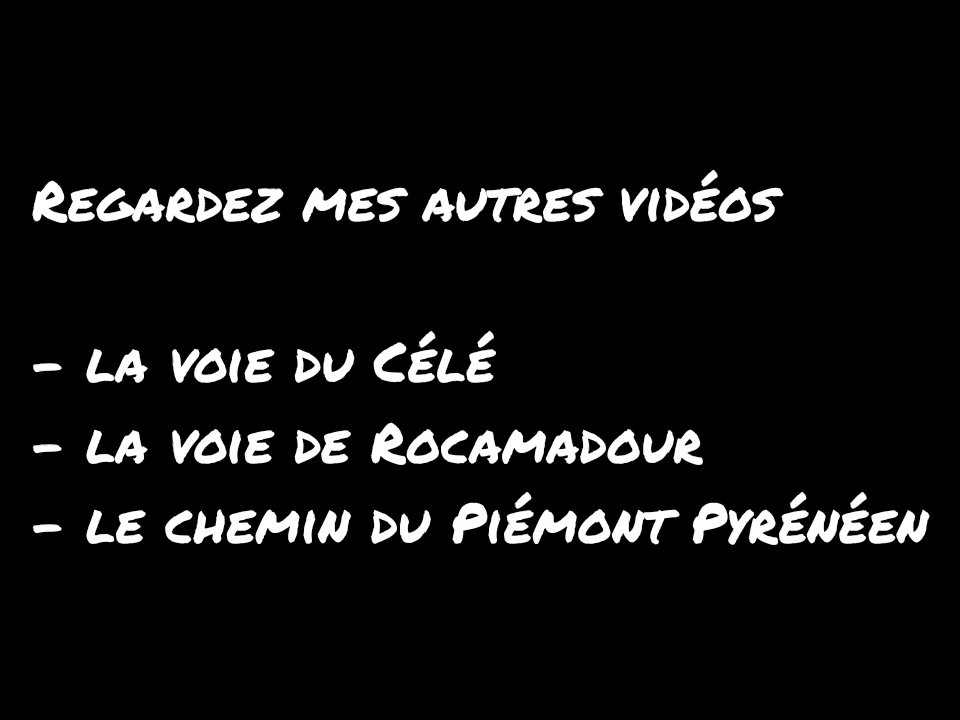 Regardez mes autres vidéos
- la voie du Célé
- la voie de Rocamadour
- le chemin du Piémont Pyrénéen